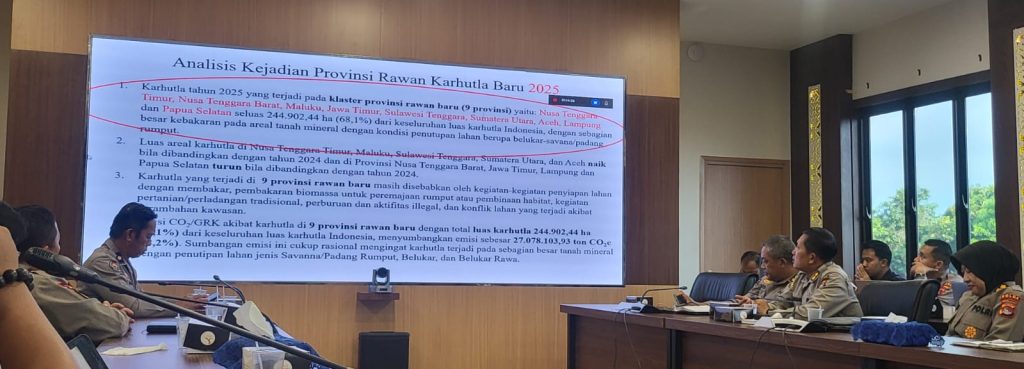 Analisis Kejadian Provinsi Rawan Karhutla Baru 2025
1. Karhutla tahun 2025 yang terjadi pada klaster provinsi rawan baru (9 provinsi) yaitu: Nusa Tenggara
Timur, Nusa Tenggara Barat, Maluku, Jawa Timur, Sulawesi Tenggara, Sumatera Utara, Aceh, Lampung
dan Papua Selatan seluas 244.902,44 ha (68,1%) dari keseluruhan luas karhutla Indonesia, dengan sebagian
besar kebakaran pada areal tanah mineral dengan kondisi penutupan lahan berupa belukar-savana/padang
rumput.
2. Luas areal karhutla di Nusa Tenggara Timur, Maluku, Sulawesi Tenggara, Sumatera Utara, dan Aceh naik
bila dibandingkan dengan tahun 2024 dan di Provinsi Nusa Tenggara Barat, Jawa Timur, Lampung dan
Papua Selatan turun bila dibandingkan dengan tahun 2024.
3. Karhutla yang terjadi di 9 provinsi rawan baru masih disebabkan oleh kegiatan-kegiatan penyiapan lahan
dengan membakar, pembakaran biomassa untuk peremajaan rumput atau pembinaan habitat, kegiatan
pertanian/perladangan tradisional, perburuan dan aktifitas illegal, dan konflik lahan yang terjadi akibat
ambahan kawasan.
si CO2/GRK akibat karhutla di 9 provinsi rawan baru dengan total luas karhutla 244.902,44 ha
1%) dari keseluruhan luas karhutla Indonesia, menyumbangkan emisi sebesar 27.078.103,93 ton CO2e
,2%). Sumbangan emisi ini cukup rasional mengingat karhutla terjadi pada sebagian besar tanah mineral
engan penutipan lahan jenis Savanna/Padang Rumput, Belukar, dan Belukar Rawa.
POLRI